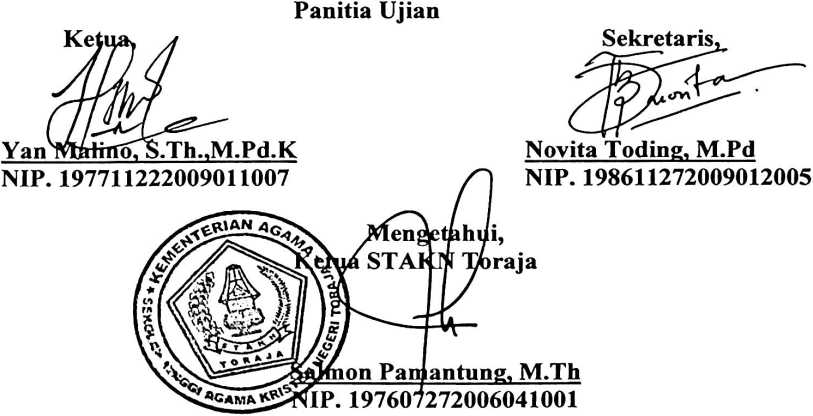 Panitia Ujian
Ketua,
Sekretaris,
Yan Malino, S.Th.,M.Pd.K
NIP. 197711222009011007
Novita Toding, M.Pd
NIP. 198611272009012005
Mengetahui,
Ketua STAKN Toraja
KEMENTERIAN AGAMA
SEKOLAH TINGGI AGAMA KRISTEN NEGERI TORAJA
STAKN
TORAJA
Salmon Pamantung, M.Th
NIP. 197607272006041001